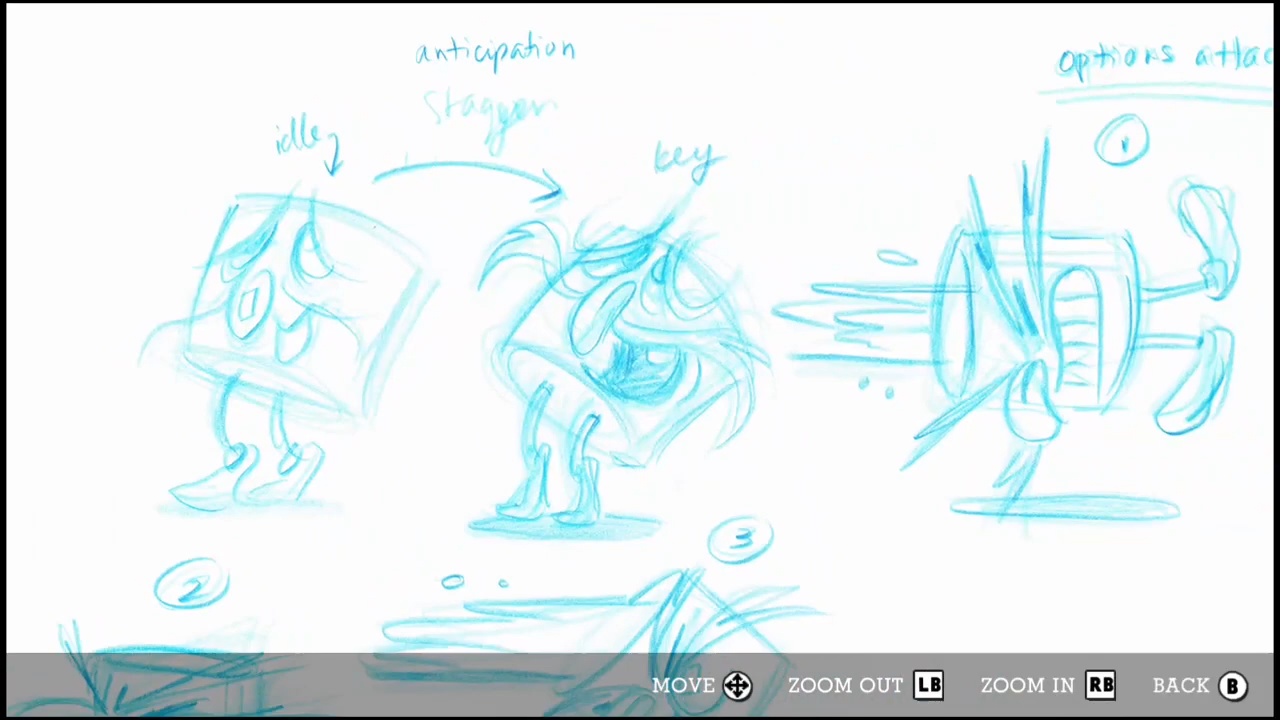 anticipation
stagger
idle
key
options attac
1
2
3
MOVE ZOOM OUT LB ZOOM IN RB BACK B